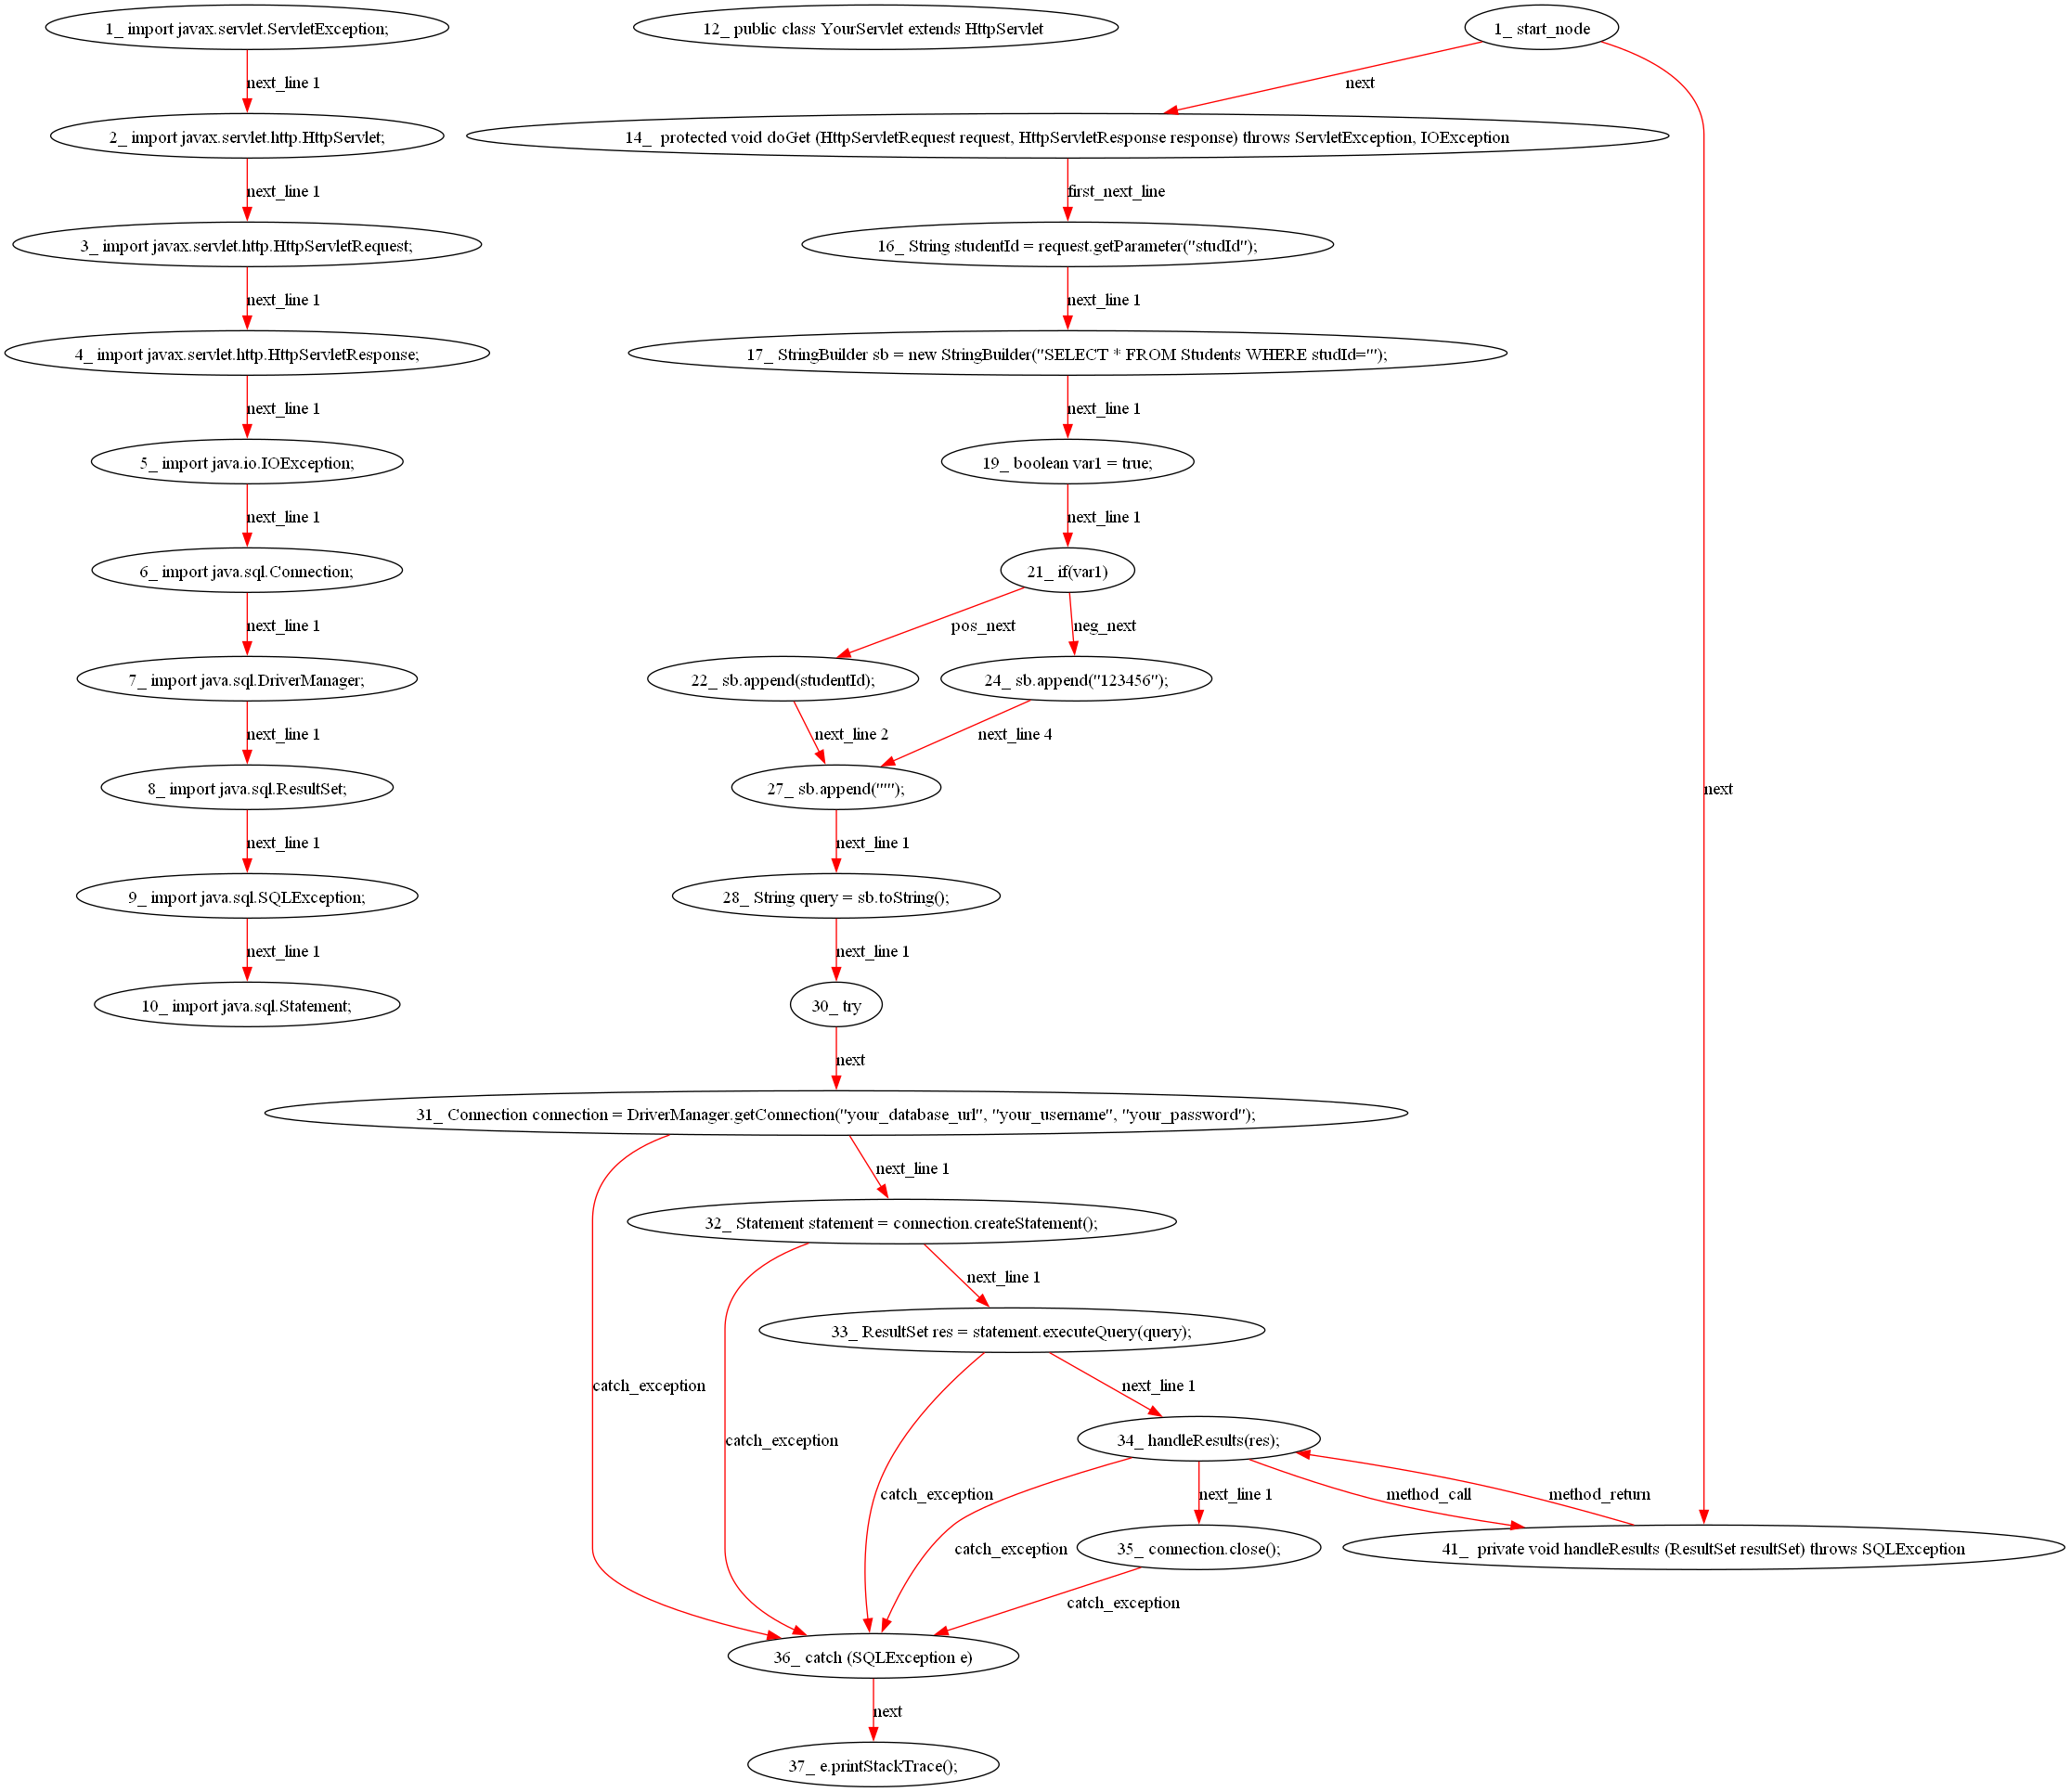 1_ import javax.servlet.ServletException;
next_line 1
2_ import javax.servlet.http.HttpServlet;
next_line 1
3_ import javax.servlet.http.HttpServletRequest;
next_line 1
4_ import javax.servlet.http.HttpServletResponse;
next_line 1
5_ import java.io.IOException;
next_line 1
6_ import java.sql.Connection;
next_line 1
7_ import java.sql.DriverManager;
next_line 1
8_ import java.sql.ResultSet;
next_line 1
9_ import java.sql.SQLException;
next_line 1
10_ import java.sql.Statement;
12_ public class YourServlet extends HttpServlet
1_ start_node
next
next
14_  protected void doGet (HttpServletRequest request, HttpServletResponse response) throws ServletException, IOException
first_next_line
16_ String studentId = request.getParameter("studId");
next_line 1
17_ StringBuilder sb = new StringBuilder("SELECT * FROM Students WHERE studId='");
next_line 1
19_ boolean var1 = true;
next_line 1
21_ if(var1)
pos_next
neg_next
22_ sb.append(studentId);
24_ sb.append("123456");
next_line 2
next_line 4
27_ sb.append("'");
next_line 1
28_ String query = sb.toString();
next_line 1
30_ try
next
31_ Connection connection = DriverManager.getConnection("your_database_url", "your_username", "your_password");
next_line 1
catch_exception
32_ Statement statement = connection.createStatement();
next_line 1
catch_exception
33_ ResultSet res = statement.executeQuery(query);
next_line 1
catch_exception
34_ handleResults(res);
next_line 1
method_call
method_return
catch_exception
35_ connection.close();
41_  private void handleResults (ResultSet resultSet) throws SQLException
catch_exception
36_ catch (SQLException e)
next
37_ e.printStackTrace();